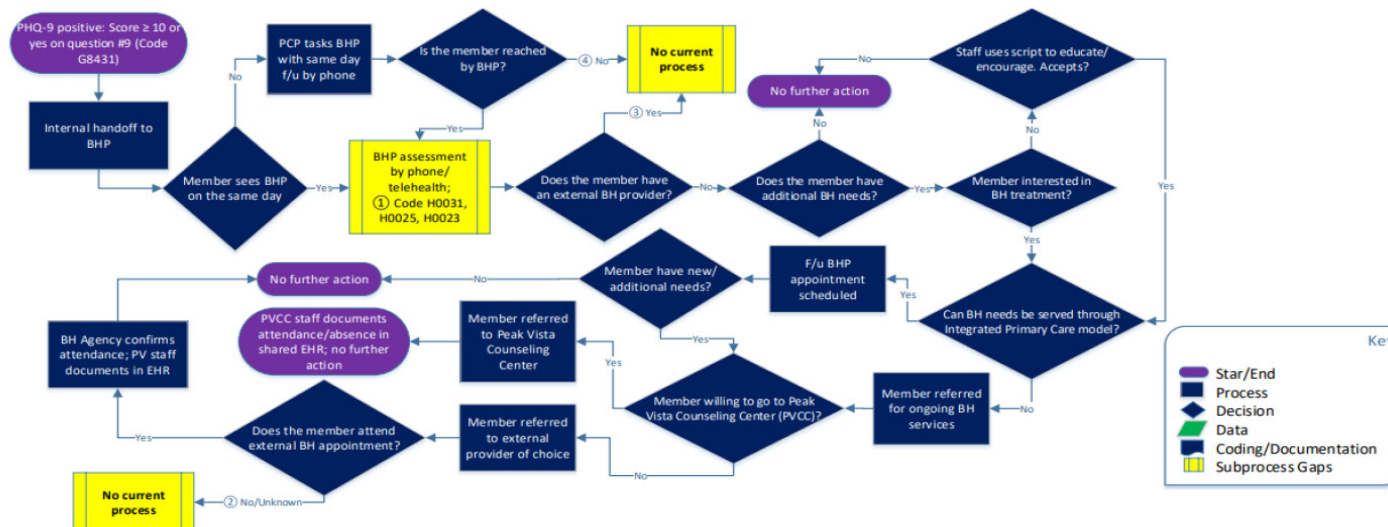 PHQ-9 positive: Score ≥ 10 or
yes on question #9 (Code
G8431)
Internal handoff to
BHP
Member sees BHP
on the same day
No
PCP tasks BHP
with same day
f/u by phone
Is the member reached
by BHP?
④ No
No current
process
Yes
Yes
BHP assessment
by phone/
telehealth;
① Code H0031,
H0025, H0023
③ Yes
Does the member have
an external BH provider?
No
Does the member have
additional BH needs?
No
No further action
Yes
Member interested in
BH treatment?
No
Staff uses script to educate/
encourage. Accepts?
No
Yes
Yes
Can BH needs be served through
Integrated Primary Care model?
Yes
F/u BHP
appointment
scheduled
Member have new/
additional needs?
No
No further action
Yes
No
Member referred
for ongoing BH
services
Member willing to go to Peak
Vista Counseling Center (PVCC)?
Yes
Member referred
to Peak Vista
Counseling
Center
PVCC staff documents
attendance/absence in
shared EHR; no further
action
No
Member referred
to external
provider of choice
Does the member attend
external BH appointment?
Yes
BH Agency confirms
attendance; PV staff
documents in EHR
② No/Unknown
No current
process
Star/End
Process
Decision
Data
Coding/Documentation
Subprocess Gaps